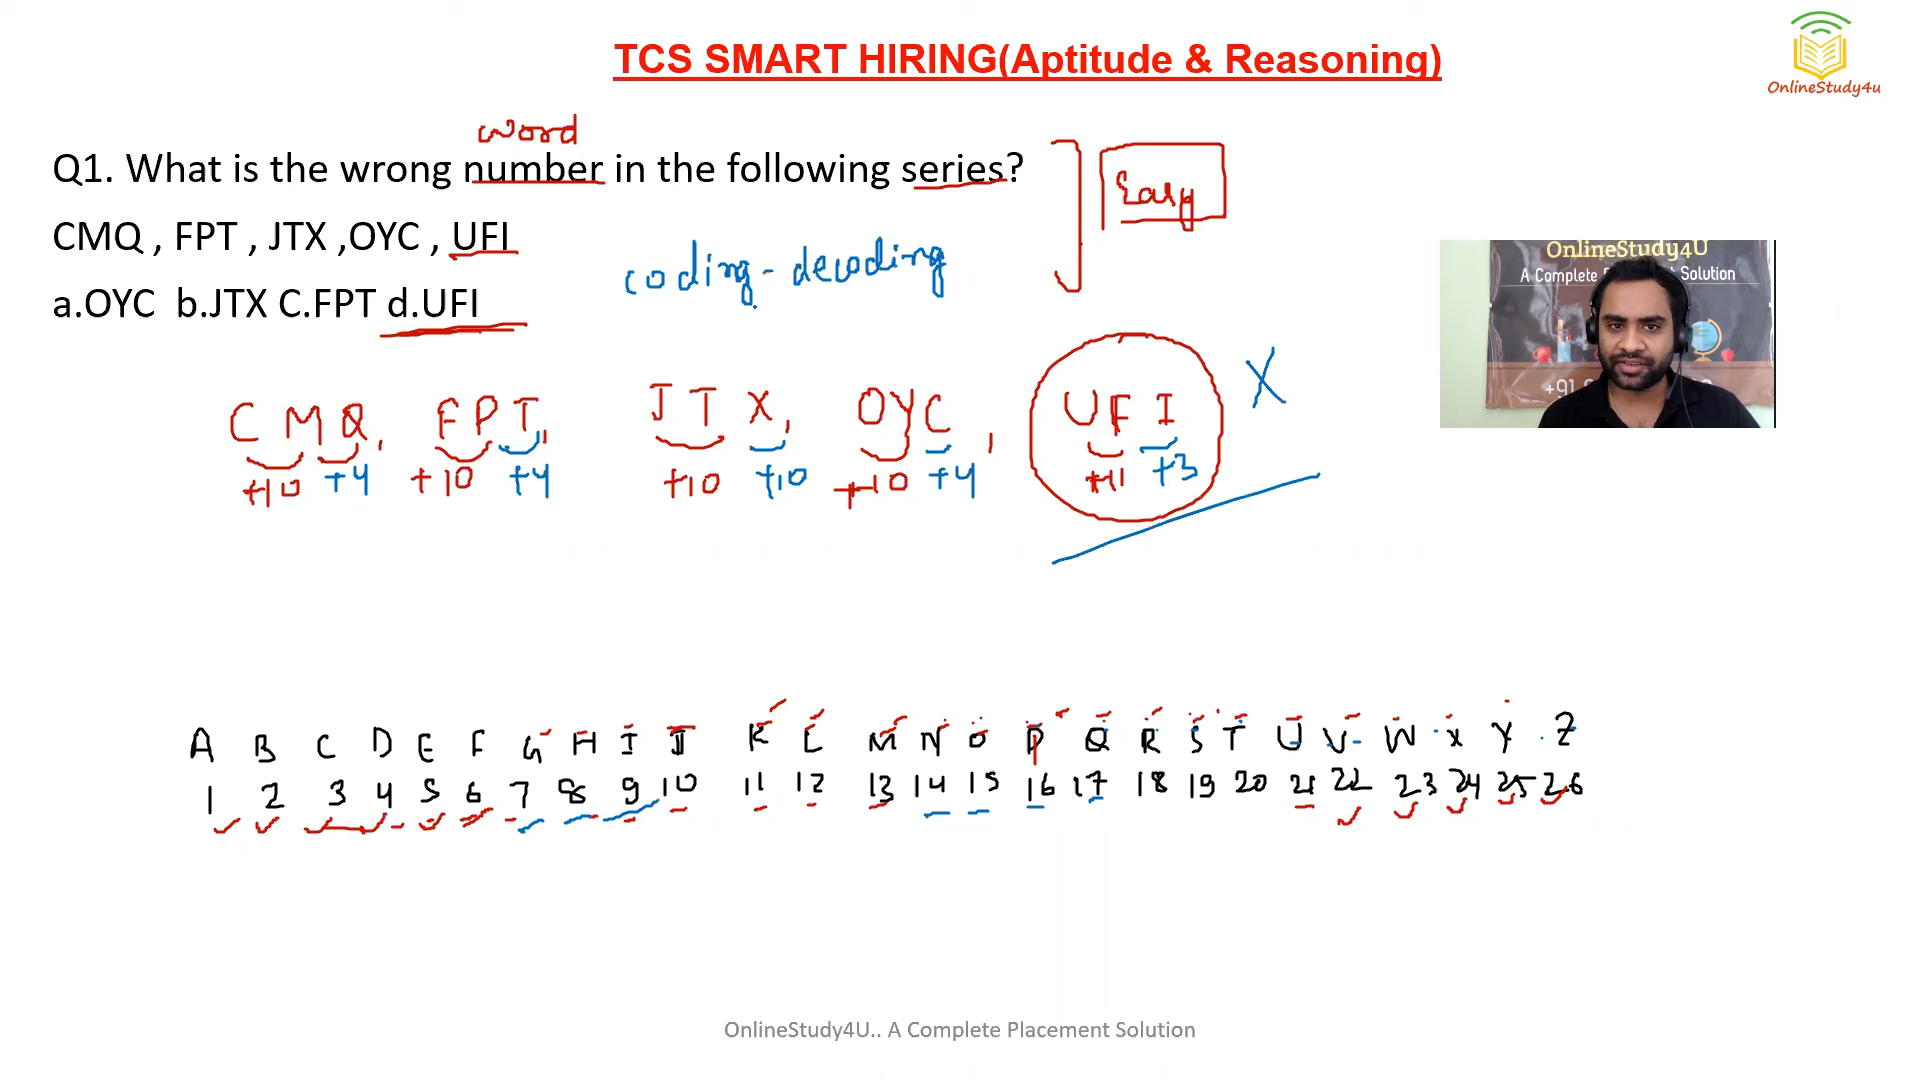 TCS SMART HIRING(Aptitude & Reasoning)
OnlineStudy4u
word
Q1. What is the wrong number in the following series?
Easy
CMQ , FPT , JTX ,OYC , UFI
coding-decoding
a.OYC b.JTX C.FPT d.UFI
OnlineStudy4U
A Complete Solution
+91
C M Q, F P T, J T X, O Y C, U F I X
+10 +4 +10 +4 +10 +10 +10 +4 +11 +3
A B C D E F G H I J K L M N O P Q R S T U V W X Y Z
1 2 3 4 5 6 7 8 9 10 11 12 13 14 15 16 17 18 19 20 21 22 23 24 25 26
OnlineStudy4U.. A Complete Placement Solution